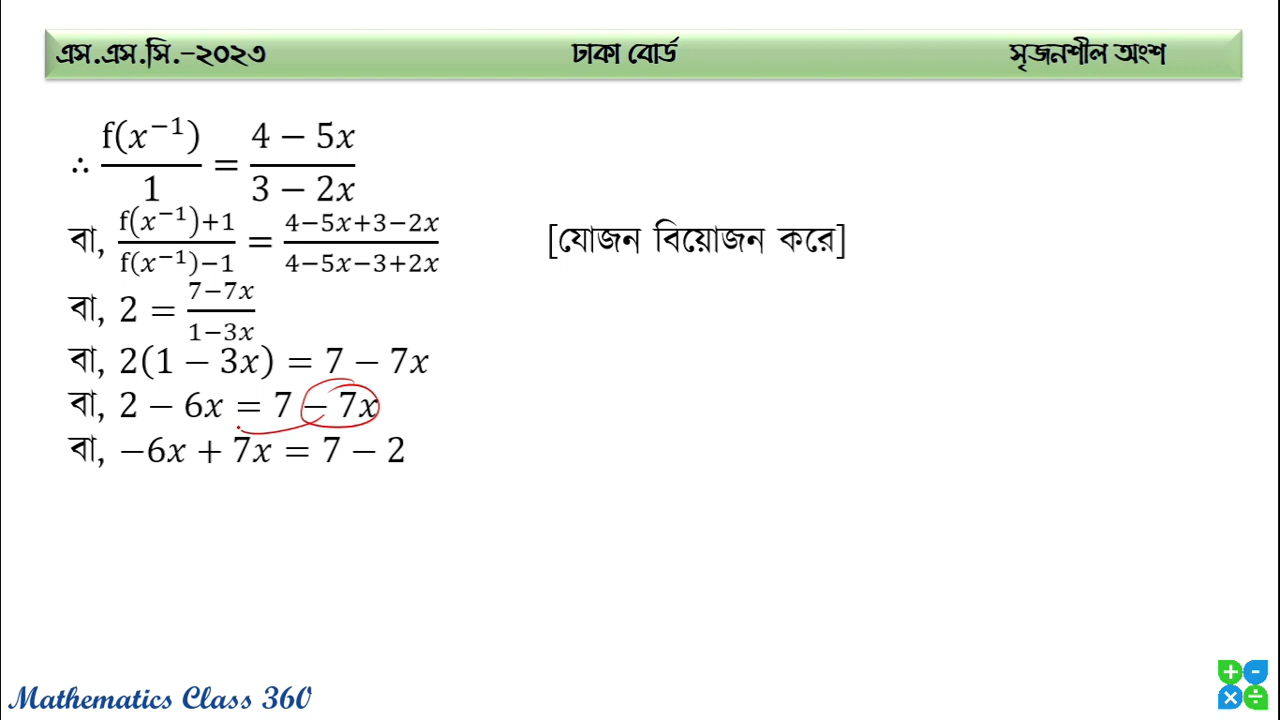 এস.এস.সি.-২০২৩ ঢাকা বোর্ড সৃজনশীল অংশ
∴ f(x⁻¹)/1 = (4 − 5x)/(3 − 2x)
বা, (f(x⁻¹)+1)/(f(x⁻¹)−1) = (4−5x+3−2x)/(4−5x−3+2x) [যোজন বিয়োজন করে]
বা, 2 = (7−7x)/(1−3x)
বা, 2(1 − 3x) = 7 − 7x
বা, 2 − 6x = 7 − 7x
বা, −6x + 7x = 7 − 2
Mathematics Class 360